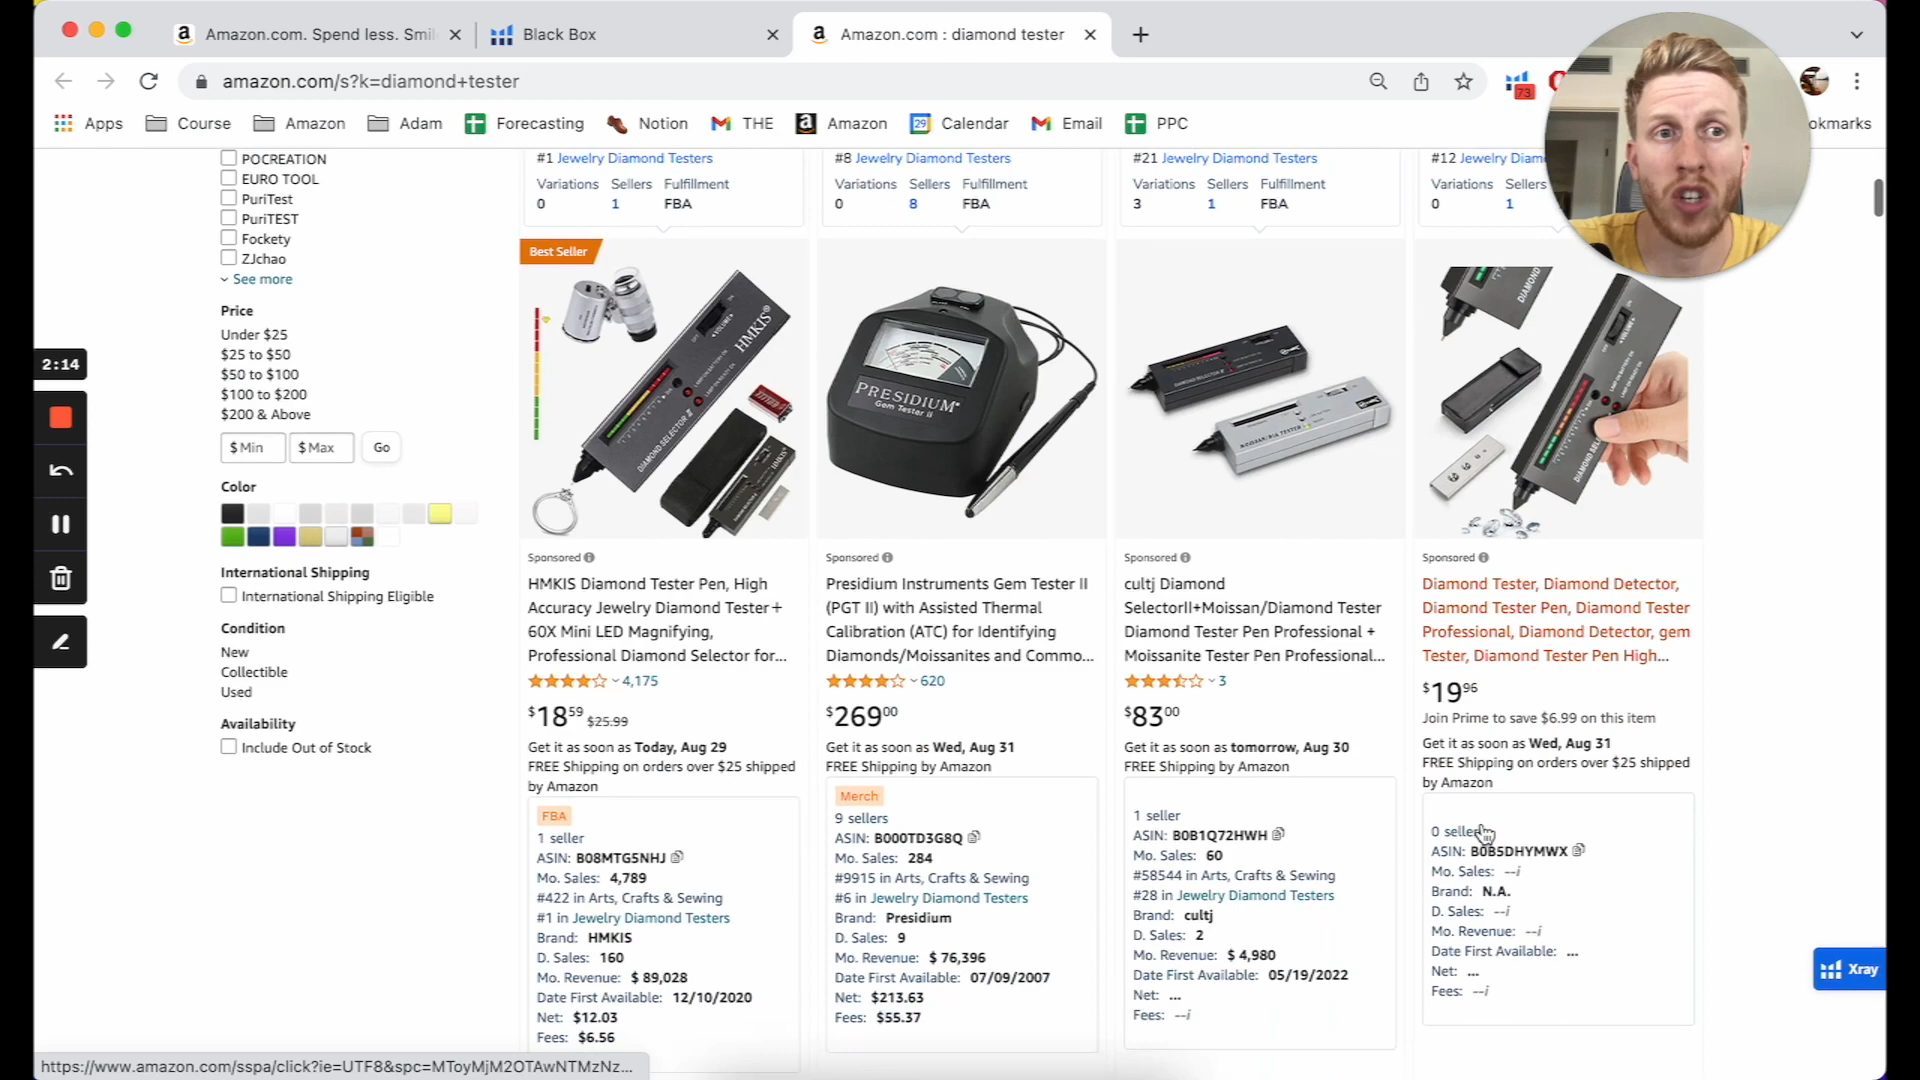 Amazon.com. Spend less. Smil
Black Box
Amazon.com : diamond tester
amazon.com/s?k=diamond+tester
73
Apps
Course
Amazon
Adam
Forecasting
Notion
THE
Amazon
Calendar
Email
PPC
okmarks
POCREATION
EURO TOOL
PuriTest
PuriTEST
Fockety
ZJchao
See more
Price
Under $25
$25 to $50
$50 to $100
$100 to $200
$200 & Above
$ Min
$ Max
Go
Color
International Shipping
International Shipping Eligible
Condition
New
Collectible
Used
Availability
Include Out of Stock
2:14
#1 Jewelry Diamond Testers
Variations Sellers Fulfillment
0 1 FBA
Best Seller
HMKIS
DIAMOND SELECTOR II
Sponsored
HMKIS Diamond Tester Pen, High
Accuracy Jewelry Diamond Tester+
60X Mini LED Magnifying,
Professional Diamond Selector for...
4,175
$18 59 $25.99
Get it as soon as Today, Aug 29
FREE Shipping on orders over $25 shipped
by Amazon
FBA
1 seller
ASIN: B08MTG5NHJ
Mo. Sales: 4,789
#422 in Arts, Crafts & Sewing
#1 in Jewelry Diamond Testers
Brand: HMKIS
D. Sales: 160
Mo. Revenue: $ 89,028
Date First Available: 12/10/2020
Net: $12.03
Fees: $6.56
#8 Jewelry Diamond Testers
Variations Sellers Fulfillment
0 8 FBA
PRESIDIUM
Gem Tester II
Sponsored
Presidium Instruments Gem Tester II
(PGT II) with Assisted Thermal
Calibration (ATC) for Identifying
Diamonds/Moissanites and Commo...
620
$269 00
Get it as soon as Wed, Aug 31
FREE Shipping by Amazon
Merch
9 sellers
ASIN: B000TD3G8Q
Mo. Sales: 284
#9915 in Arts, Crafts & Sewing
#6 in Jewelry Diamond Testers
Brand: Presidium
D. Sales: 9
Mo. Revenue: $ 76,396
Date First Available: 07/09/2007
Net: $213.63
Fees: $55.37
#21 Jewelry Diamond Testers
Variations Sellers Fulfillment
3 1 FBA
Sponsored
cultj Diamond
SelectorII+Moissan/Diamond Tester
Diamond Tester Pen Professional +
Moissanite Tester Pen Professional...
3
$83 00
Get it as soon as tomorrow, Aug 30
FREE Shipping by Amazon
1 seller
ASIN: B0B1Q72HWH
Mo. Sales: 60
#58544 in Arts, Crafts & Sewing
#28 in Jewelry Diamond Testers
Brand: cultj
D. Sales: 2
Mo. Revenue: $ 4,980
Date First Available: 05/19/2022
Net: ...
Fees: --i
#12 Jewelry Diam
Variations Sellers
0 1
Sponsored
Diamond Tester, Diamond Detector,
Diamond Tester Pen, Diamond Tester
Professional, Diamond Detector, gem
Tester, Diamond Tester Pen High...
$19 96
Join Prime to save $6.99 on this item
Get it as soon as Wed, Aug 31
FREE Shipping on orders over $25 shipped
by Amazon
0 seller
ASIN: B0B5DHYMWX
Mo. Sales: --i
Brand: N.A.
D. Sales: --i
Mo. Revenue: --i
Date First Available: ...
Net: ...
Fees: --i
Xray
https://www.amazon.com/sspa/click?ie=UTF8&spc=MToyMjM2OTAwNTMzNz...